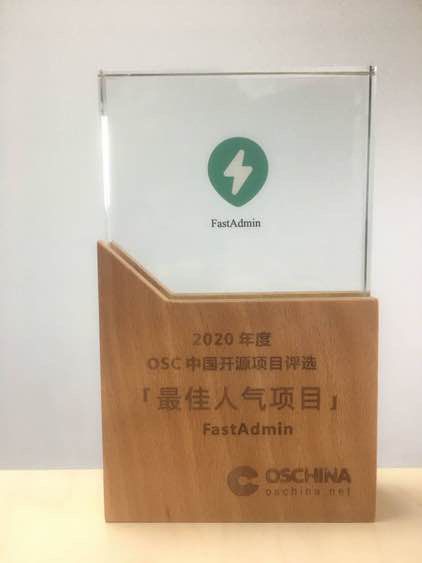 FastAdmin
2020 年度
OSC 中国开源项目评选
「最佳人气项目」
FastAdmin
OSCHINA
oschina.net